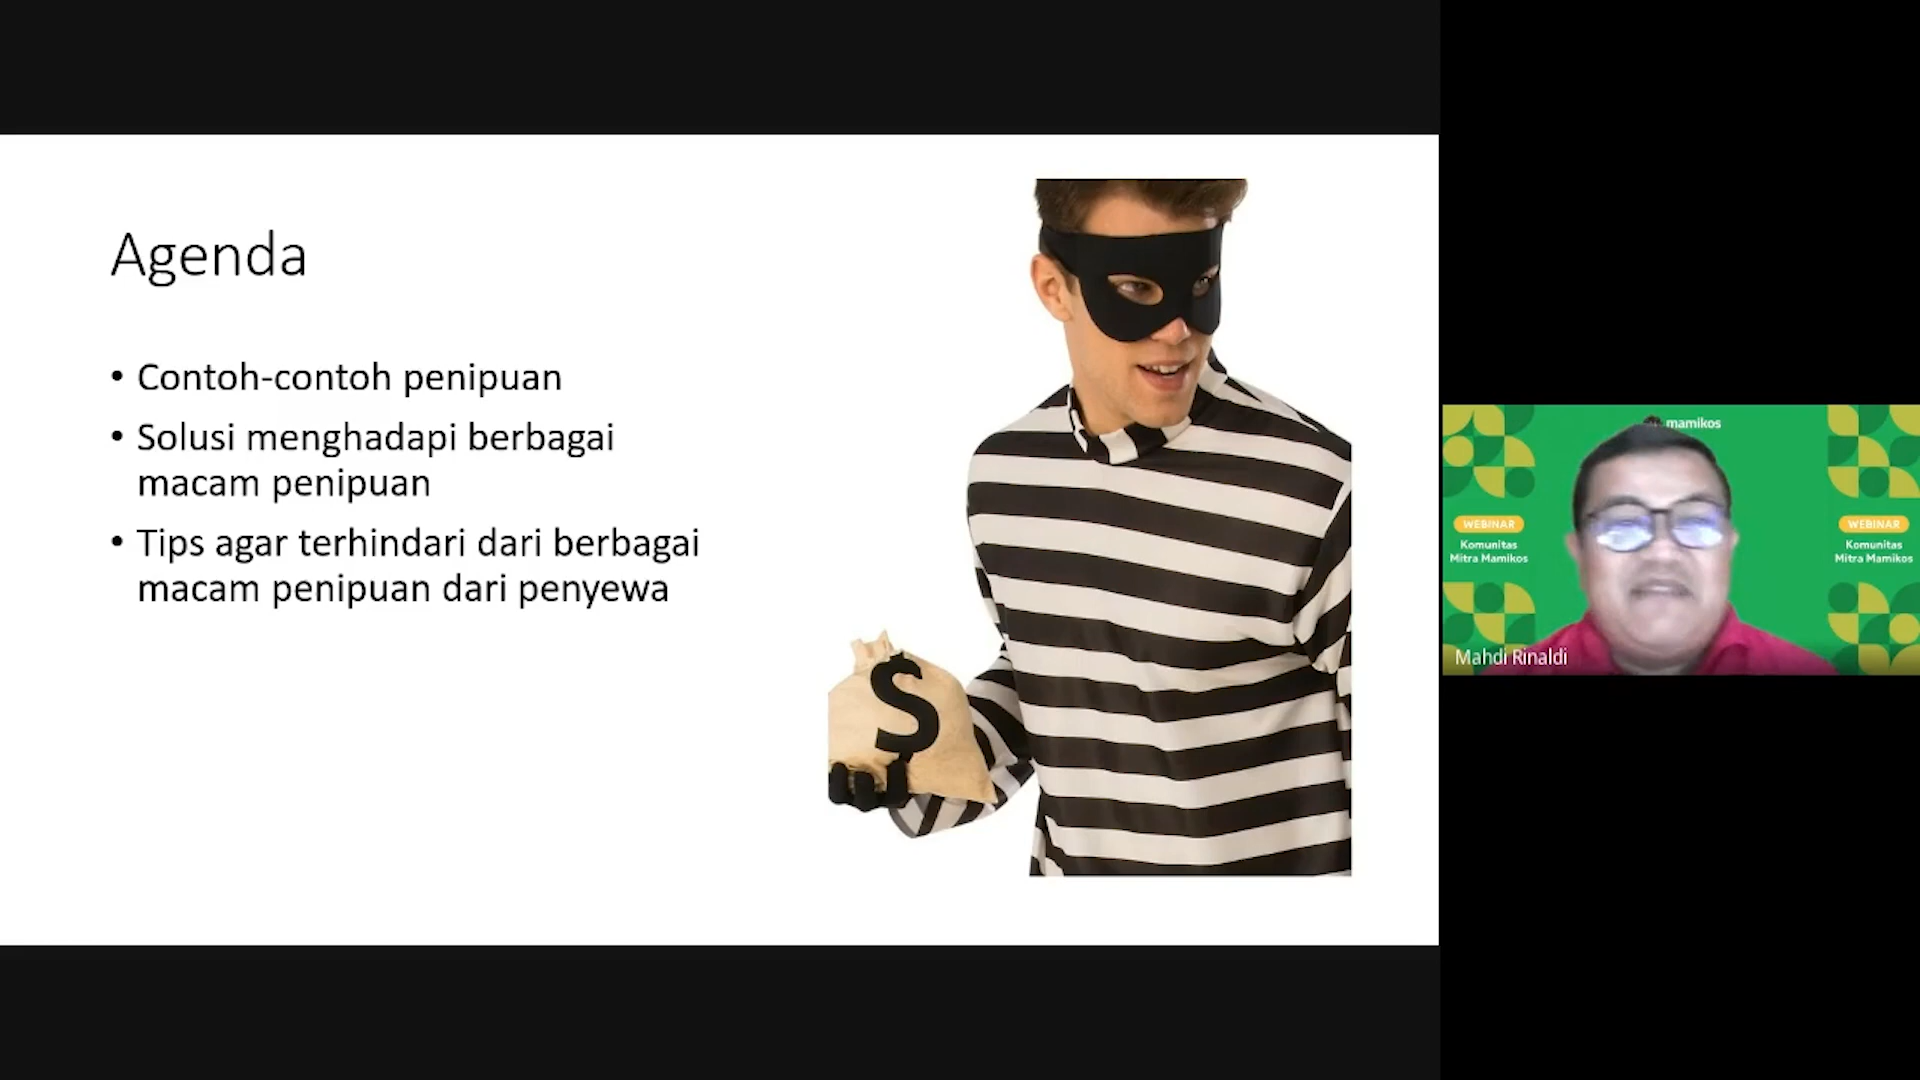 Agenda
• Contoh-contoh penipuan
• Solusi menghadapi berbagai
macam penipuan
• Tips agar terhindari dari berbagai
macam penipuan dari penyewa
$
mamikos
WEBINAR
Komunitas
Mitra Mamikos
WEBINAR
Komunitas
Mitra Mamikos
Mahdi Rinaldi